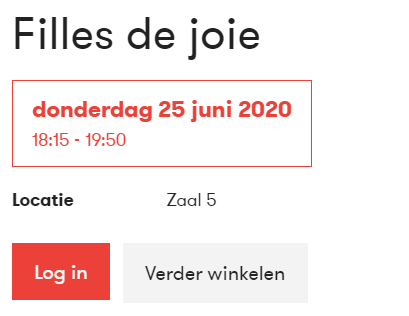 Filles de joie
donderdag 25 juni 2020
18:15 - 19:50
Locatie Zaal 5
Log in Verder winkelen